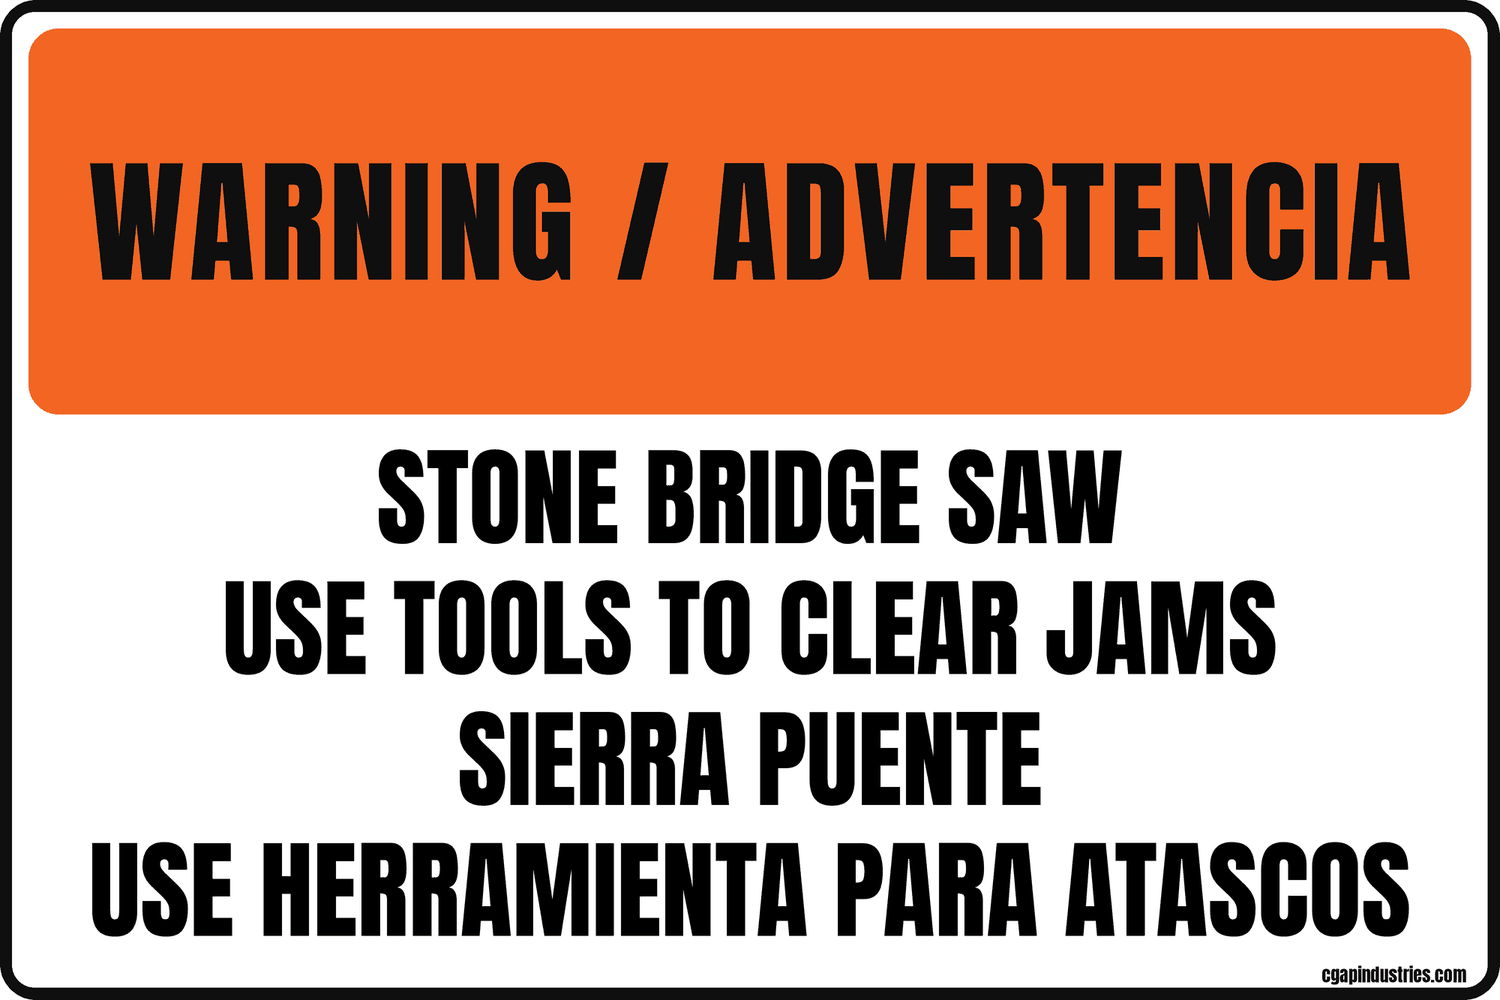 WARNING / ADVERTENCIA
STONE BRIDGE SAW
USE TOOLS TO CLEAR JAMS
SIERRA PUENTE
USE HERRAMIENTA PARA ATASCOS
cgapindustries.com